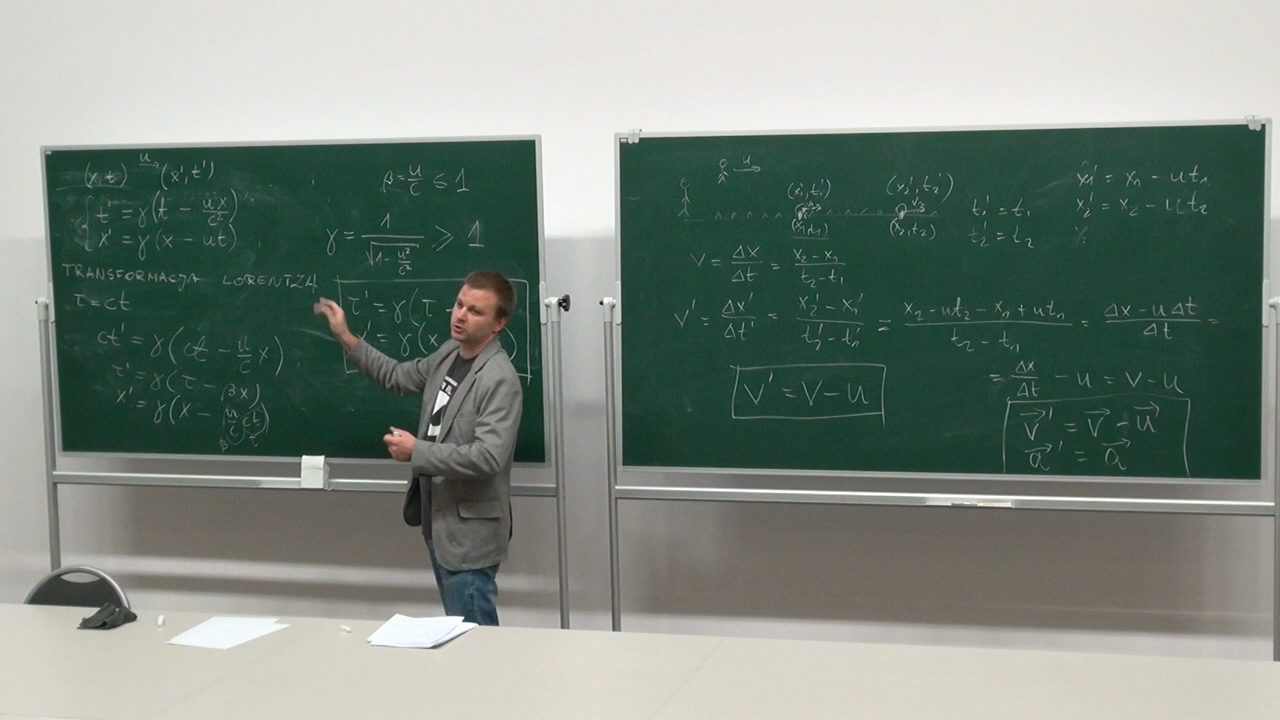 (x,t) u→ (x',t')
t' = γ(t − u x/c²)
x' = γ(x − ut)
TRANSFORMACJA LORENTZA
τ = ct
ct' = γ(ct − u/c x)
τ' = γ(τ − βx)
x' = γ(x − u/c ct)
β τ
β = u/c ≤ 1
γ = 1/√(1 − u²/c²) ≥ 1
τ' = γ(τ −
= γ(x )
u→
(x₁',t₁') (x₂',t₂')
(x₁,t₁) (x₂,t₂)
t₁' = t₁
t₂' = t₂
x₁' = x₁ − ut₁
x₂' = x₂ − ut₂
v = Δx/Δt = (x₂ − x₁)/(t₂ − t₁)
v' = Δx'/Δt' = (x₂' − x₁')/(t₂' − t₁') = (x₂ − ut₂ − x₁ + ut₁)/(t₂ − t₁) = (Δx − uΔt)/Δt =
= Δx/Δt − u = v − u
v' = v − u
v⃗' = v⃗ − u⃗
a⃗' = a⃗